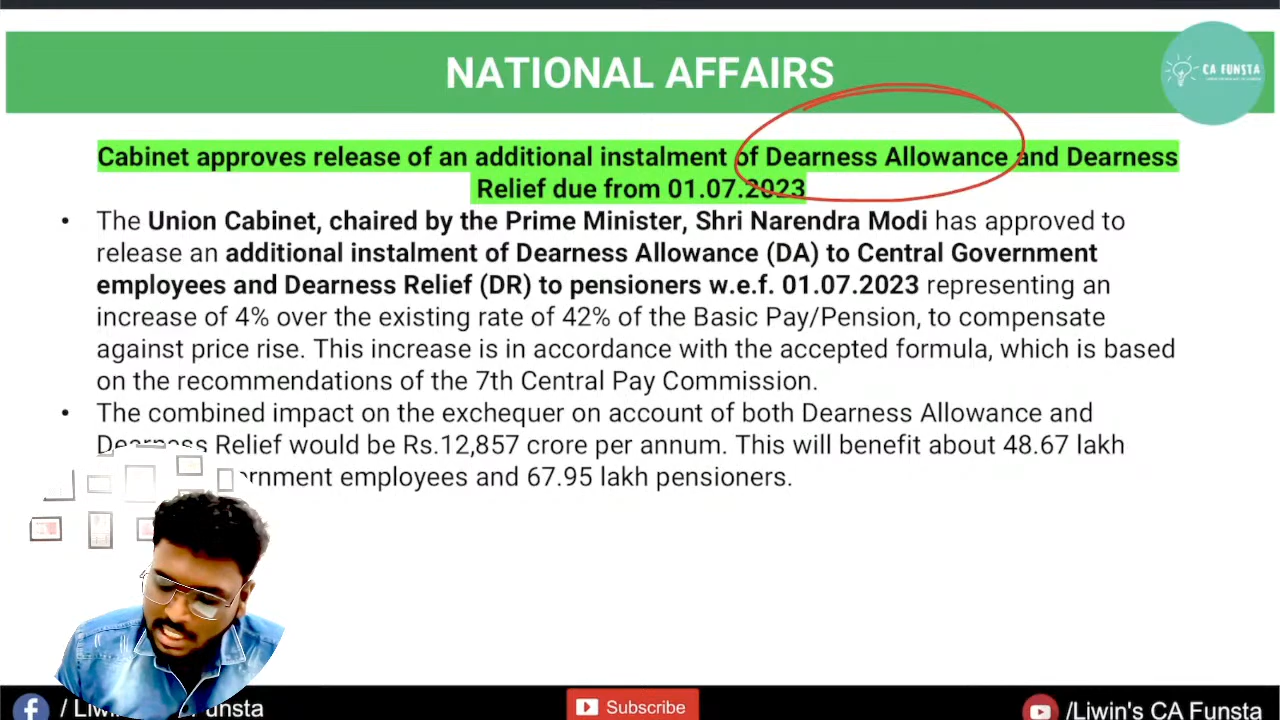 NATIONAL AFFAIRS
CA FUNSTA
Cabinet approves release of an additional instalment of Dearness Allowance and Dearness
Relief due from 01.07.2023
• The Union Cabinet, chaired by the Prime Minister, Shri Narendra Modi has approved to
release an additional instalment of Dearness Allowance (DA) to Central Government
employees and Dearness Relief (DR) to pensioners w.e.f. 01.07.2023 representing an
increase of 4% over the existing rate of 42% of the Basic Pay/Pension, to compensate
against price rise. This increase is in accordance with the accepted formula, which is based
on the recommendations of the 7th Central Pay Commission.
• The combined impact on the exchequer on account of both Dearness Allowance and
Dearness Relief would be Rs.12,857 crore per annum. This will benefit about 48.67 lakh
employees and 67.95 lakh pensioners.
Subscribe
/Liwin's CA Funsta